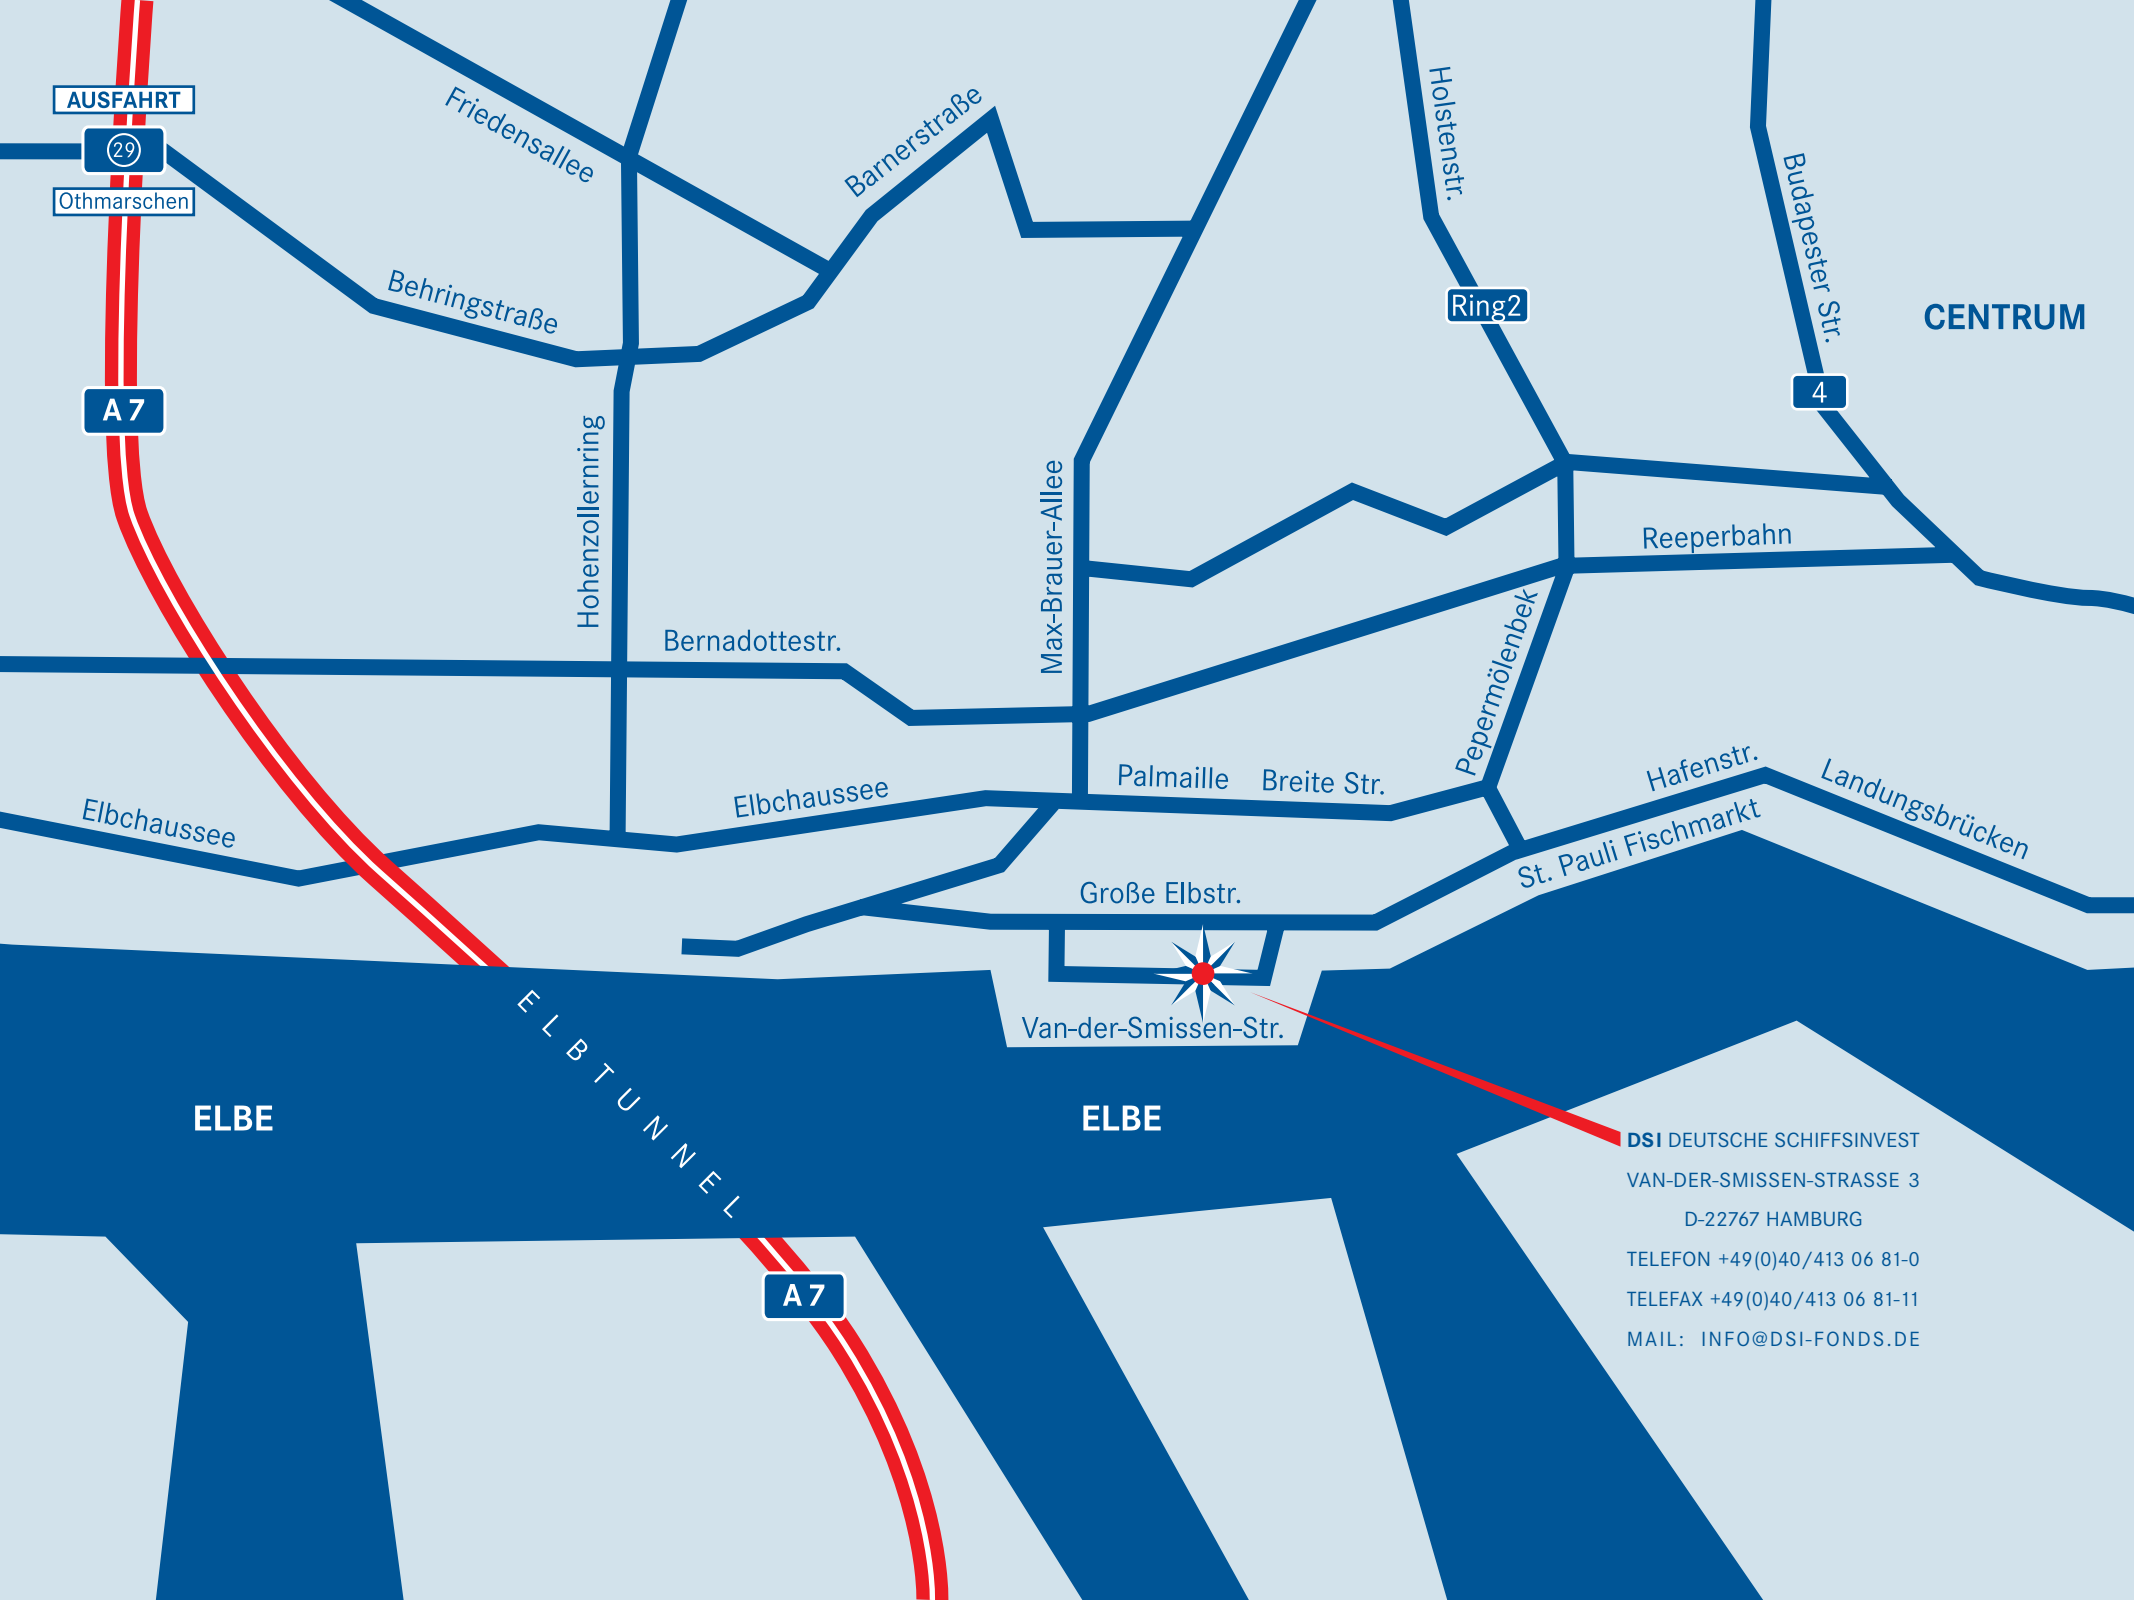 AUSFAHRT
29
Othmarschen
Friedensallee
Barnerstraße
Holstenstr.
Budapester Str.
Behringstraße
Ring2
CENTRUM
A 7
4
Hohenzollernring
Max-Brauer-Allee
Reeperbahn
Bernadottestr.
Pepermölenbek
Elbchaussee
Elbchaussee
Palmaille
Breite Str.
Hafenstr.
Landungsbrücken
St. Pauli Fischmarkt
Große Elbstr.
Van-der-Smissen-Str.
ELBTUNNEL
ELBE
ELBE
A 7
DSI DEUTSCHE SCHIFFSINVEST
VAN-DER-SMISSEN-STRASSE 3
D-22767 HAMBURG
TELEFON +49(0)40/413 06 81-0
TELEFAX +49(0)40/413 06 81-11
MAIL: INFO@DSI-FONDS.DE